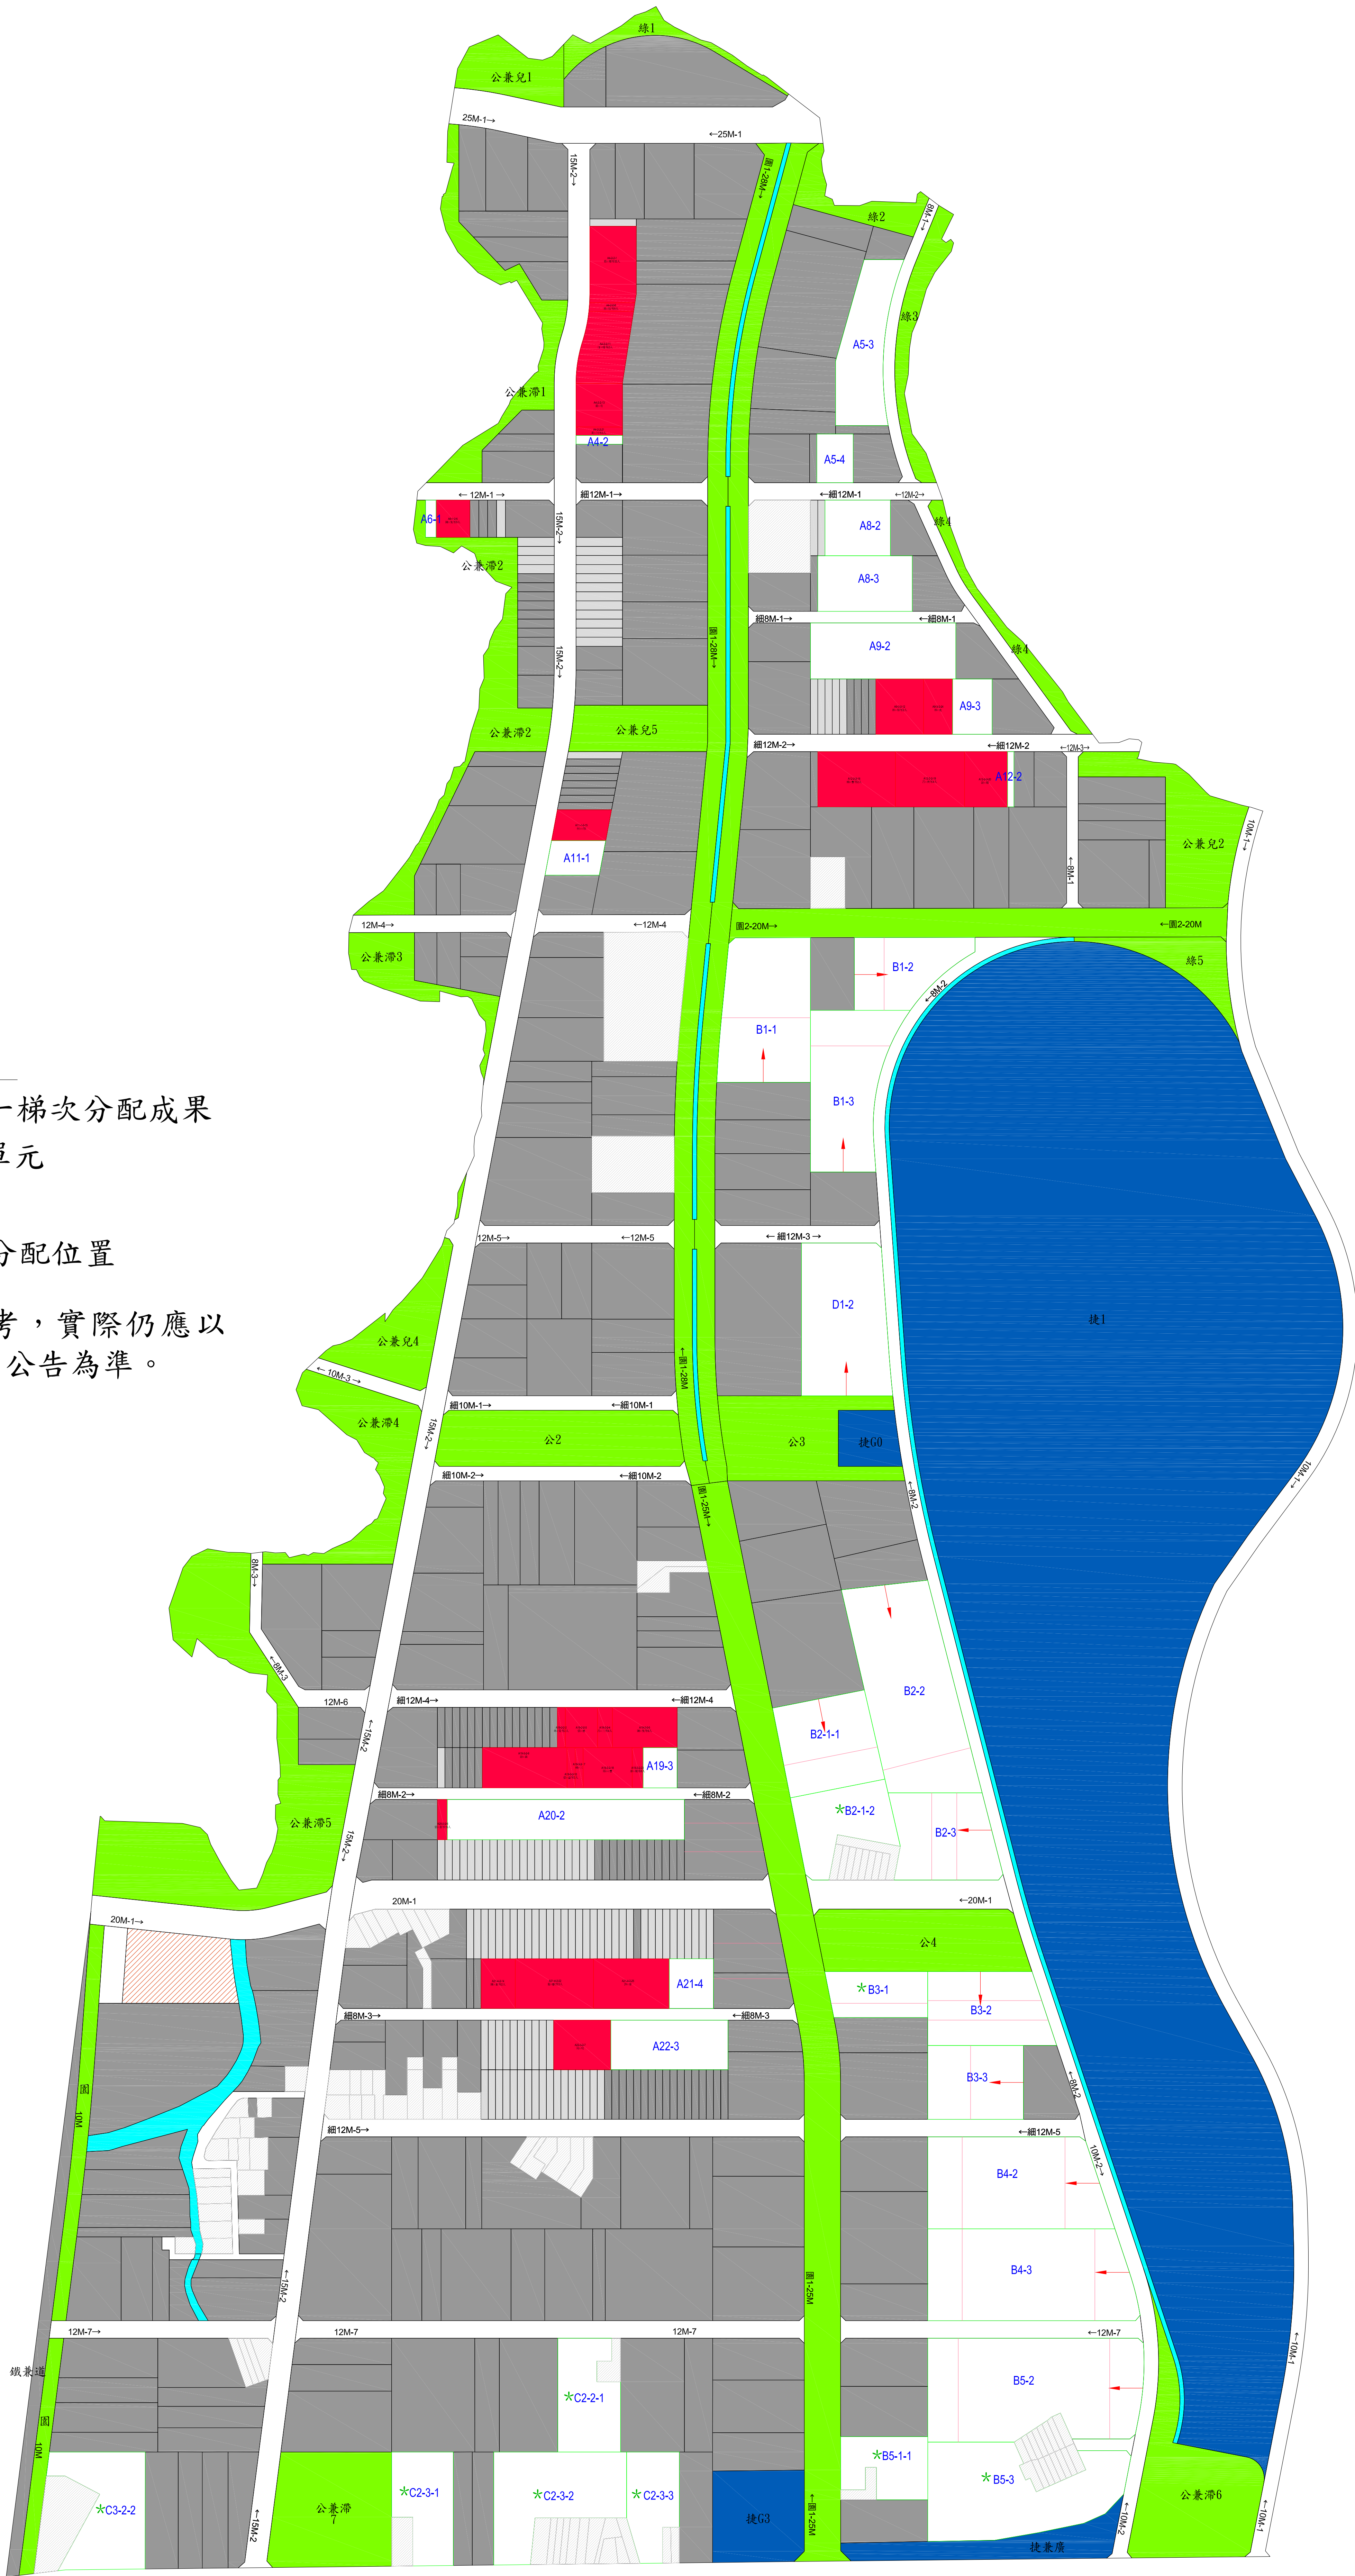 綠1
公兼兒1
25M-1→
←25M-1
15M-2→
園1-28M→
綠2
8M-1→
綠3
A5-3
公兼滯1
A4-2
A5-4
← 12M-1 →
細12M-1→
←細12M-1
←12M-2→
A6-1
15M-2→
A8-2
綠4
公兼滯2
A8-3
細8M-1→
←細8M-1
園1-28M→
A9-2
綠4
15M-2→
A9-3
公兼滯2
公兼兒5
細12M-2→
←細12M-2
←12M-3→
A12-2
10M-1→
公兼兒2
A11-1
←8M-1
12M-4→
←12M-4
園2-20M→
←園2-20M
公兼滯3
B1-2
綠5
←8M-2
B1-1
一梯次分配成果
B1-3
單元
12M-5→
←12M-5
← 細12M-3 →
分配位置
D1-2
捷1
考，實際仍應以
公告為準。
公兼兒4
←園1-28M
← 10M-3 →
細10M-1→
←細10M-1
公兼滯4
15M-2→
公2
公3
捷G0
細10M-2→
←細10M-2
10M-1→
←8M-2
園1-25M→
8M-3→
←8M-3
B2-2
12M-6
細12M-4→
←細12M-4
←15M-2
B2-1-1
A19-3
細8M-2→
←細8M-2
A20-2
*B2-1-2
公兼滯5
B2-3
15M-2→
20M-1
←20M-1
20M-1→
公4
A21-4
*B3-1
B3-2
細8M-3→
←細8M-3
A22-3
B3-3
←8M-2
園
10M
細12M-5→
←細12M-5
10M-2→
B4-2
B4-3
←15M-2
園1-25M
12M-7→
12M-7
12M-7
←12M-7
←10M-1
鐵兼道
B5-2
*C2-2-1
園
10M
*B5-1-1
*B5-3
*C2-3-1
*C2-3-2
*C2-3-3
公兼滯6
*C3-2-2
公兼滯
7
捷G3
←園1-25M
←15M-2
←10M-2
←10M-1
捷兼廣